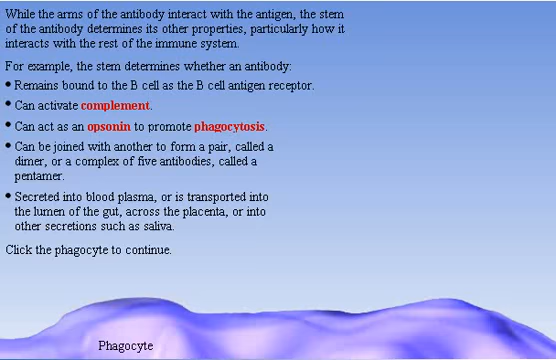 While the arms of the antibody interact with the antigen, the stem
of the antibody determines its other properties, particularly how it
interacts with the rest of the immune system.
For example, the stem determines whether an antibody:
• Remains bound to the B cell as the B cell antigen receptor.
• Can activate complement.
• Can act as an opsonin to promote phagocytosis.
• Can be joined with another to form a pair, called a
dimer, or a complex of five antibodies, called a
pentamer.
• Secreted into blood plasma, or is transported into
the lumen of the gut, across the placenta, or into
other secretions such as saliva.
Click the phagocyte to continue.
Phagocyte